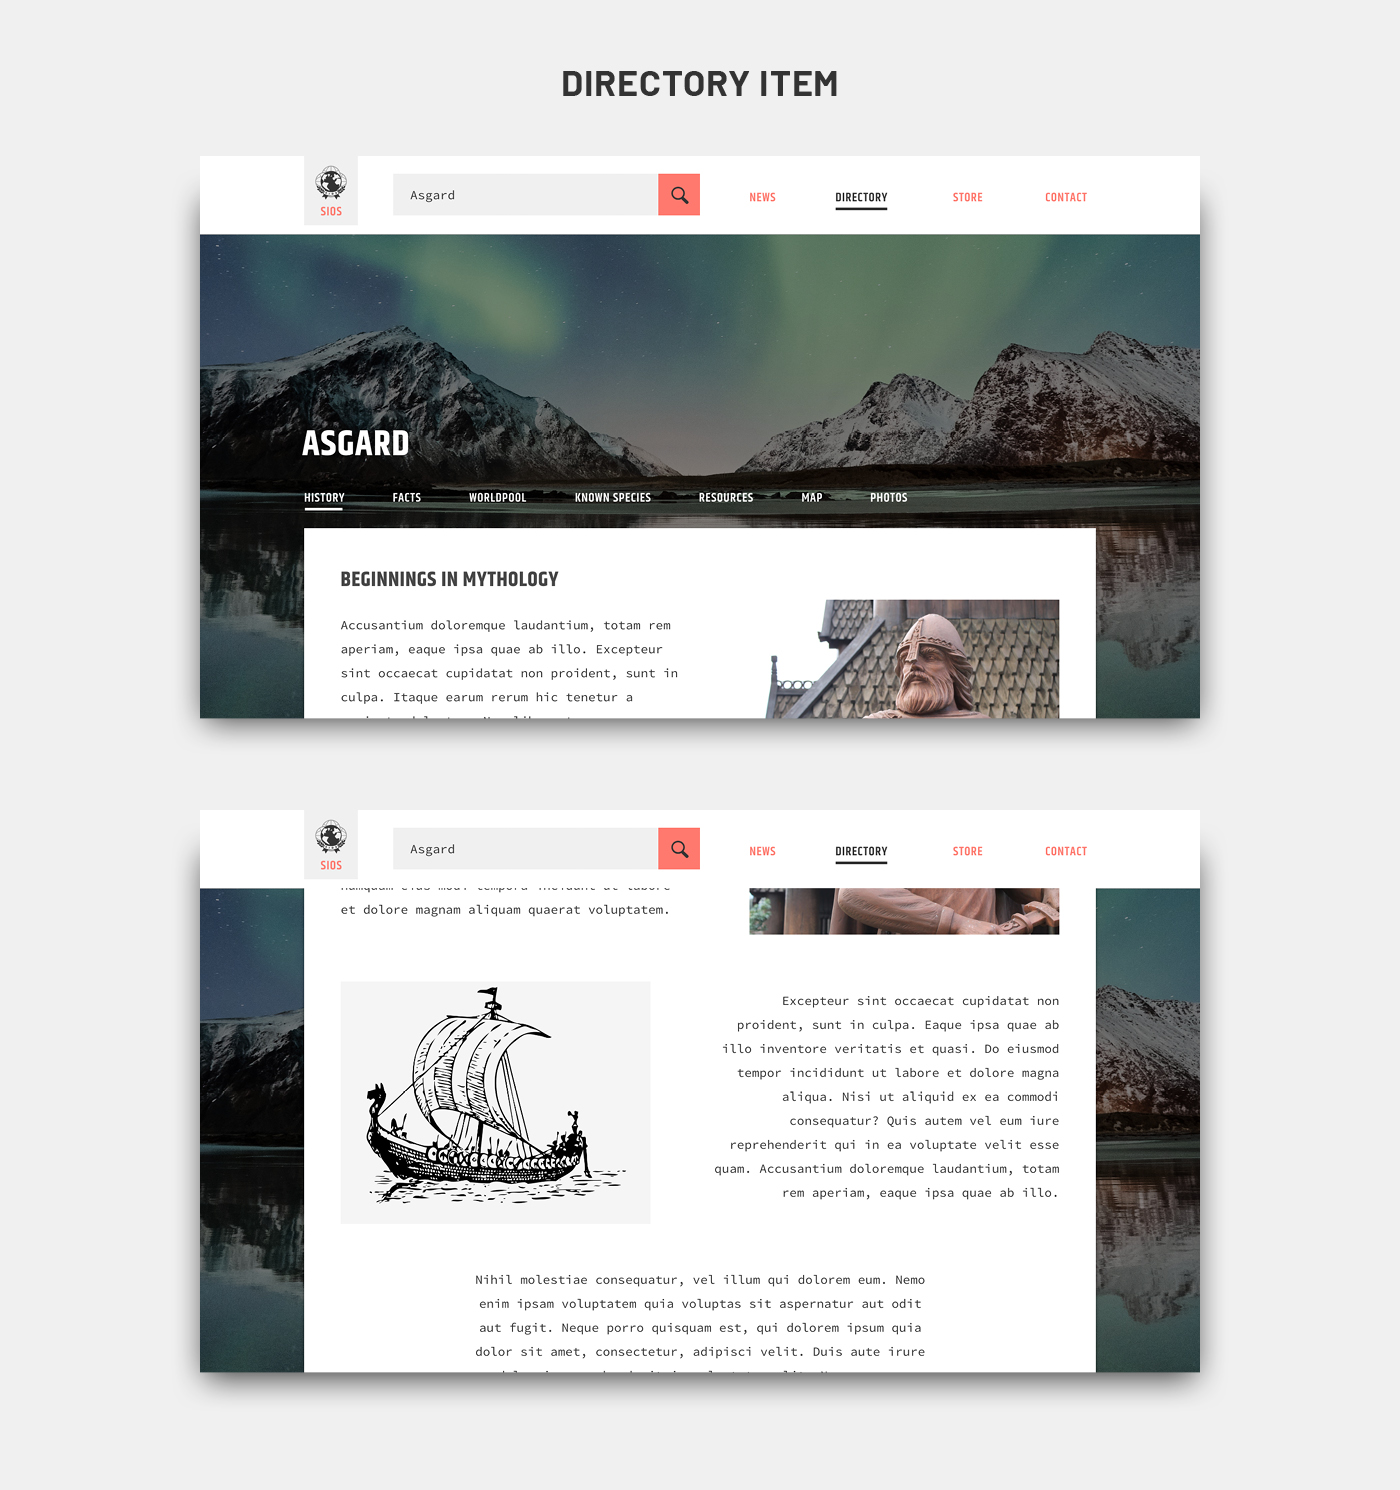 DIRECTORY ITEM
SIOS
Asgard
NEWS
DIRECTORY
STORE
CONTACT
ASGARD
HISTORY
FACTS
WORLDPOOL
KNOWN SPECIES
RESOURCES
MAP
PHOTOS
BEGINNINGS IN MYTHOLOGY
Accusantium doloremque laudantium, totam rem
aperiam, eaque ipsa quae ab illo. Excepteur
sint occaecat cupidatat non proident, sunt in
culpa. Itaque earum rerum hic tenetur a
SIOS
Asgard
NEWS
DIRECTORY
STORE
CONTACT
et dolore magnam aliquam quaerat voluptatem.
Excepteur sint occaecat cupidatat non
proident, sunt in culpa. Eaque ipsa quae ab
illo inventore veritatis et quasi. Do eiusmod
tempor incididunt ut labore et dolore magna
aliqua. Nisi ut aliquid ex ea commodi
consequatur? Quis autem vel eum iure
reprehenderit qui in ea voluptate velit esse
quam. Accusantium doloremque laudantium, totam
rem aperiam, eaque ipsa quae ab illo.
Nihil molestiae consequatur, vel illum qui dolorem eum. Nemo
enim ipsam voluptatem quia voluptas sit aspernatur aut odit
aut fugit. Neque porro quisquam est, qui dolorem ipsum quia
dolor sit amet, consectetur, adipisci velit. Duis aute irure